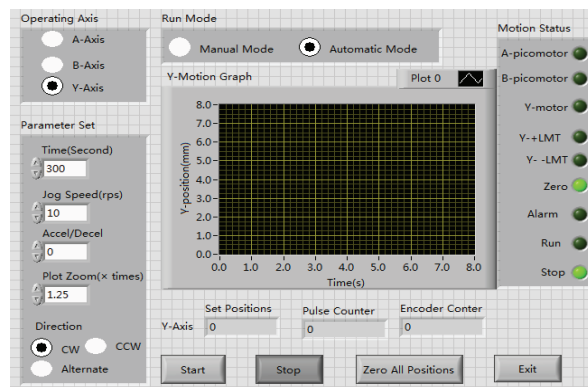 Operating Axis
A-Axis
B-Axis
Y-Axis
Parameter Set
Time(Second)
300
Jog Speed(rps)
10
Accel/Decel
0
Plot Zoom(× times)
1.25
Direction
CW
CCW
Alternate
Run Mode
Manual Mode
Automatic Mode
Y-Motion Graph
Plot 0
Y-position(mm)
8.0
7.0
6.0
5.0
4.0
3.0
2.0
1.0
0.0
0.0 1.0 2.0 3.0 4.0 5.0 6.0 7.0 8.0
Time(s)
Set Positions
Pulse Counter
Encoder Conter
Y-Axis
0
0
0
Start
Stop
Zero All Positions
Exit
Motion Status
A-picomotor
B-picomotor
Y-motor
Y-+LMT
Y- -LMT
Zero
Alarm
Run
Stop